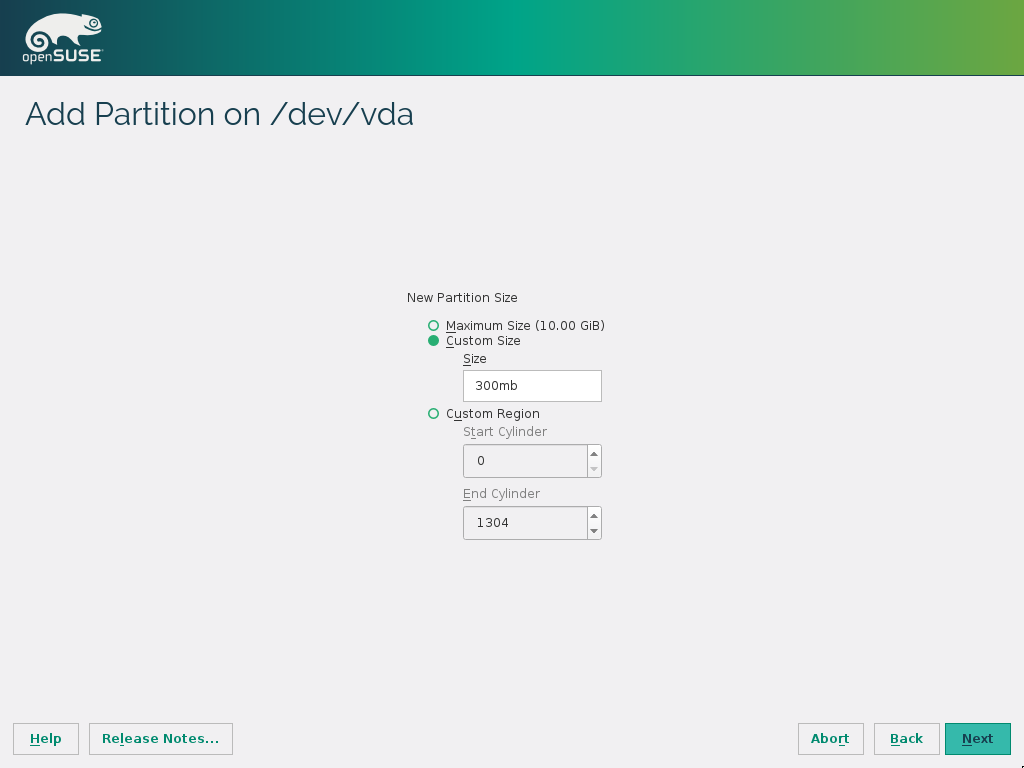 openSUSE
Add Partition on /dev/vda
New Partition Size
Maximum Size (10.00 GiB)
Custom Size
Size
300mb
Custom Region
Start Cylinder
0
End Cylinder
1304
Help Release Notes... Abort Back Next